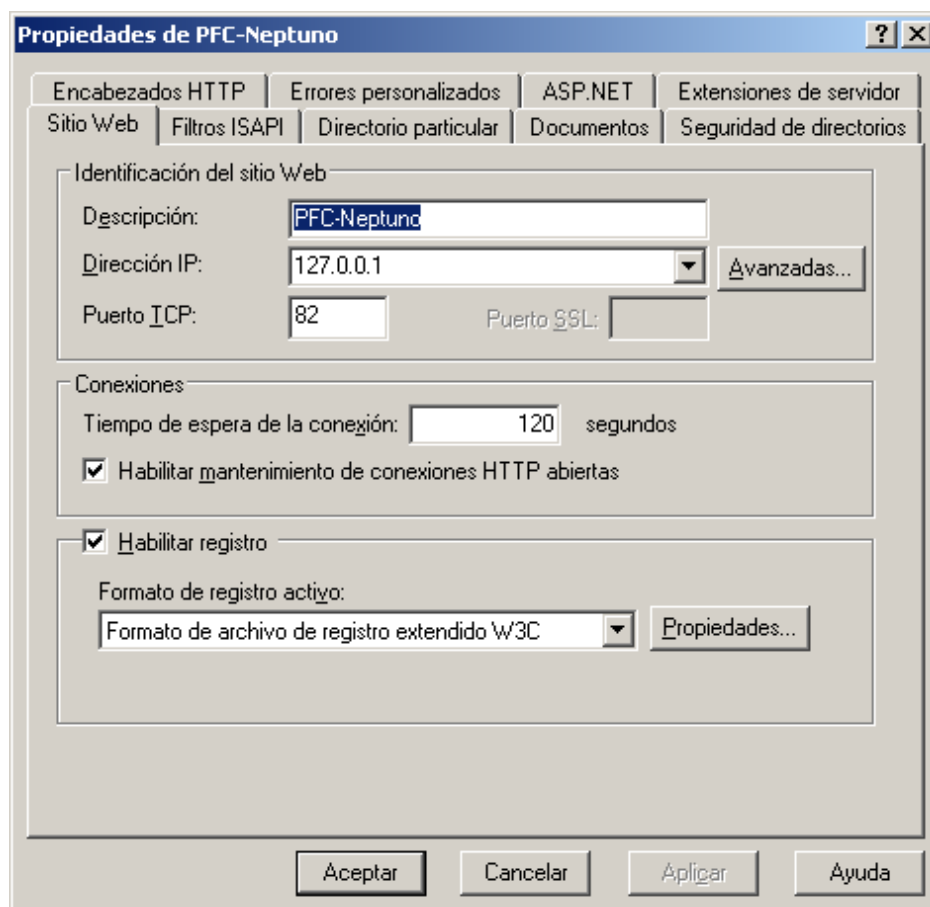 Propiedades de PFC-Neptuno
Encabezados HTTP Errores personalizados ASP.NET Extensiones de servidor
Sitio Web Filtros ISAPI Directorio particular Documentos Seguridad de directorios
Identificación del sitio Web
Descripción: PFC-Neptuno
Dirección IP: 127.0.0.1 Avanzadas...
Puerto TCP: 82 Puerto SSL:
Conexiones
Tiempo de espera de la conexión: 120 segundos
Habilitar mantenimiento de conexiones HTTP abiertas
Habilitar registro
Formato de registro activo:
Formato de archivo de registro extendido W3C Propiedades...
Aceptar Cancelar Aplicar Ayuda